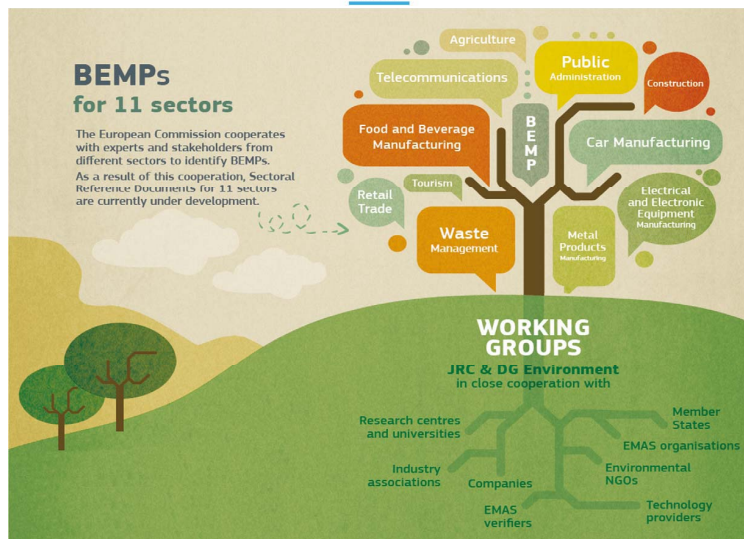 BEMPs
for 11 sectors
The European Commission cooperates
with experts and stakeholders from
different sectors to identify BEMPs.
As a result of this cooperation, Sectoral
Reference Documents for 11 sectors
are currently under development.
Agriculture
Telecommunications
Public
Administration
Construction
Food and Beverage
Manufacturing
BEMP
Car Manufacturing
Retail
Trade
Tourism
Electrical
and Electronic
Equipment
Manufacturing
Waste
Management
Metal
Products
Manufacturing
WORKING
GROUPS
JRC & DG Environment
in close cooperation with
Research centres
and universities
Member
States
EMAS organisations
Industry
associations
Companies
Environmental
NGOs
EMAS
verifiers
Technology
providers